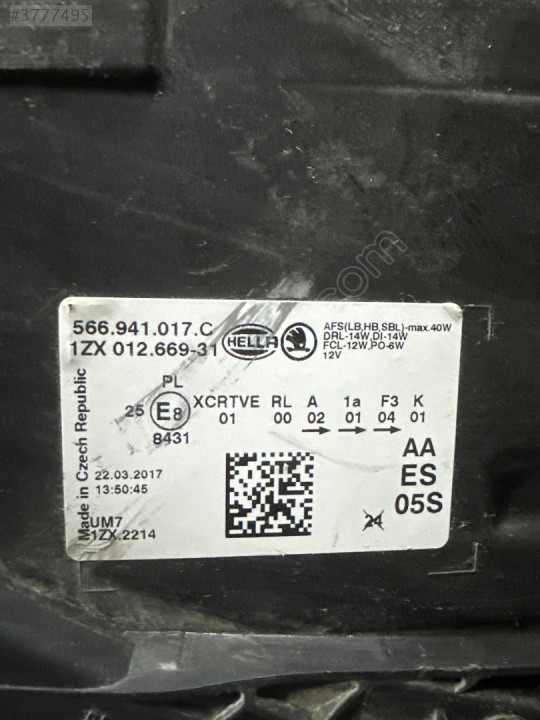 #3777495
566.941.017.C
1ZX 012.669-31
HELLA
AFS(LB,HB,SBL)-max.40W
DRL-14W,DI-14W
FCL-12W,PO-6W
12V
Made in Czech Republic
PL
25 E8 XCRTVE RL A 1a F3 K
8431 01 00 02 01 04 01
22.03.2017
13:50:45
AA
ES
05S
24
UM7
1ZX.2214